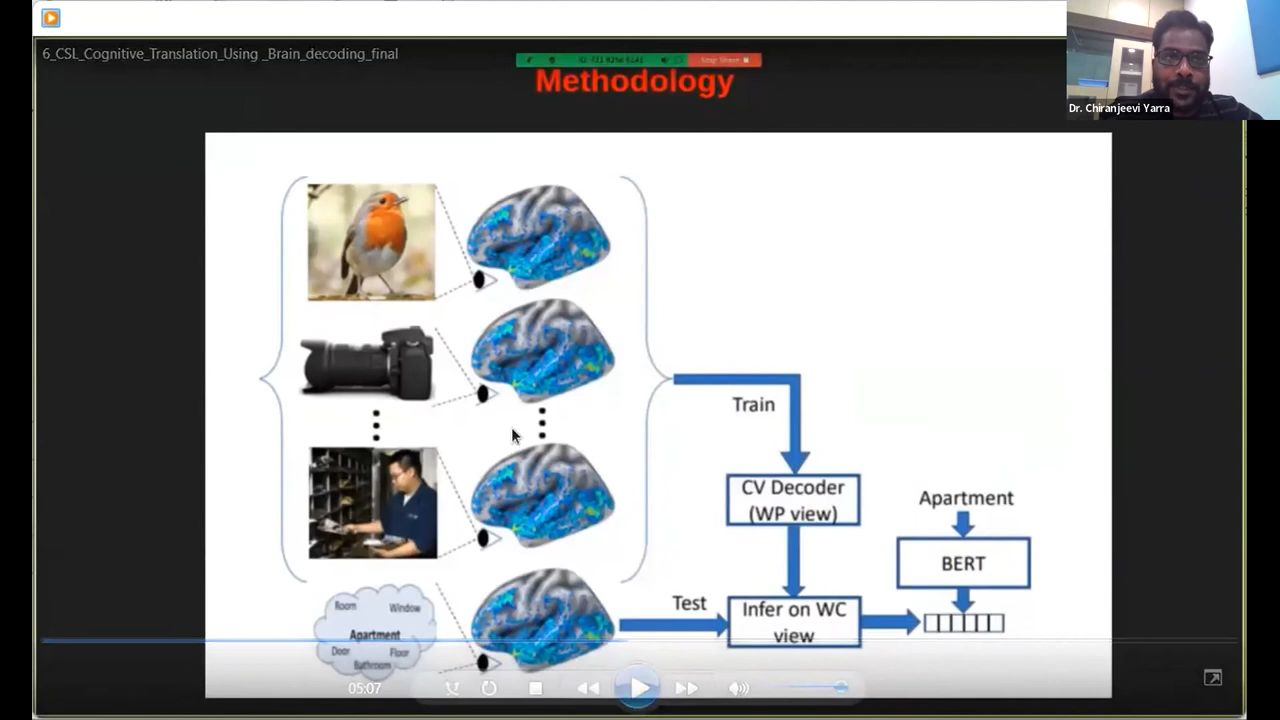 6_CSL_Cognitive_Translation_Using _Brain_decoding_final
Methodology
Dr. Chiranjeevi Yarra
Train
CV Decoder
(WP view)
Apartment
BERT
Test
Infer on WC
view
Room
Window
Apartment
Door
Floor
Bathroom
05:07